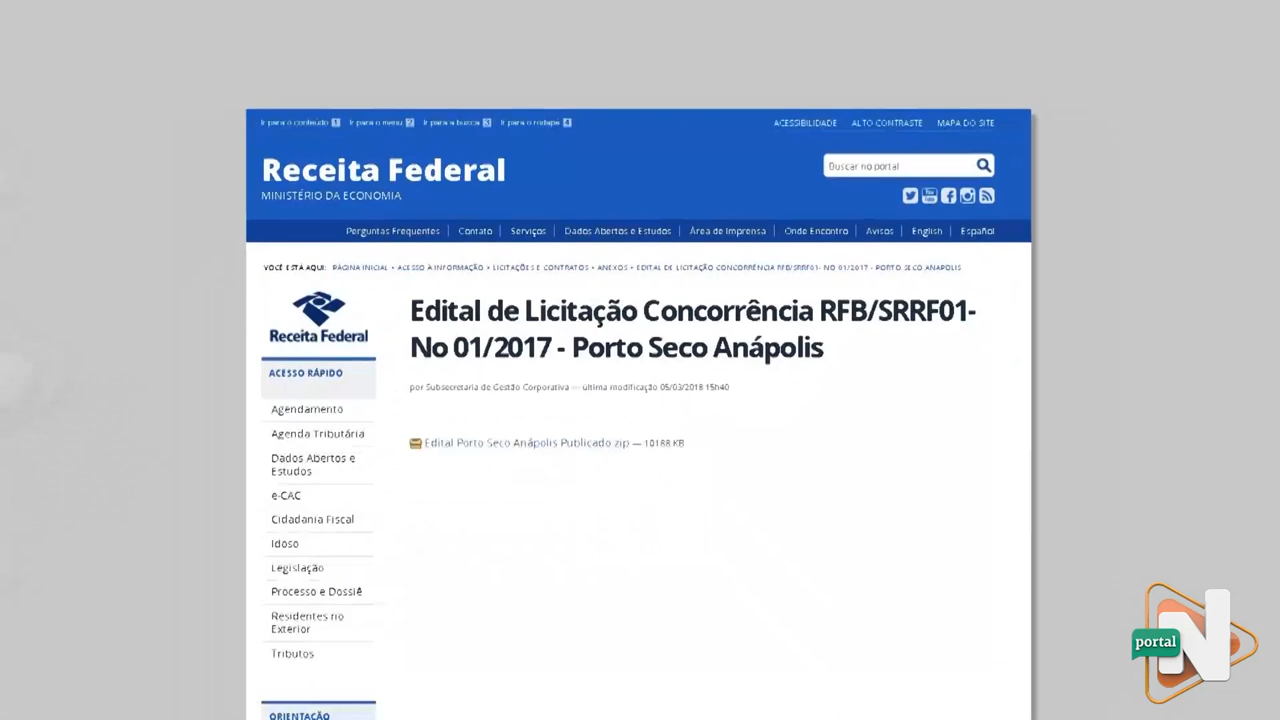 Ir para o conteúdo 1 Ir para o menu 2 Ir para a busca 3 Ir para o rodapé 4
ACESSIBILIDADE ALTO CONTRASTE MAPA DO SITE
Receita Federal
MINISTÉRIO DA ECONOMIA
Buscar no portal
You Tube
Perguntas Frequentes Contato Serviços Dados Abertos e Estudos Área de Imprensa Onde Encontro Avisos English Español
VOCÊ ESTÁ AQUI: PÁGINA INICIAL › ACESSO À INFORMAÇÃO › LICITAÇÕES E CONTRATOS › ANEXOS › EDITAL DE LICITAÇÃO CONCORRÊNCIA RFB/SRRF01- NO 01/2017 - PORTO SECO ANÁPOLIS
Receita Federal
Edital de Licitação Concorrência RFB/SRRF01-
No 01/2017 - Porto Seco Anápolis
por Subsecretaria de Gestão Corporativa — última modificação 05/03/2018 15h40
Edital Porto Seco Anápolis Publicado.zip — 10188 KB
ACESSO RÁPIDO
Agendamento
Agenda Tributária
Dados Abertos e
Estudos
e-CAC
Cidadania Fiscal
Idoso
Legislação
Processo e Dossiê
Residentes no
Exterior
Tributos
ORIENTAÇÃO
portal N